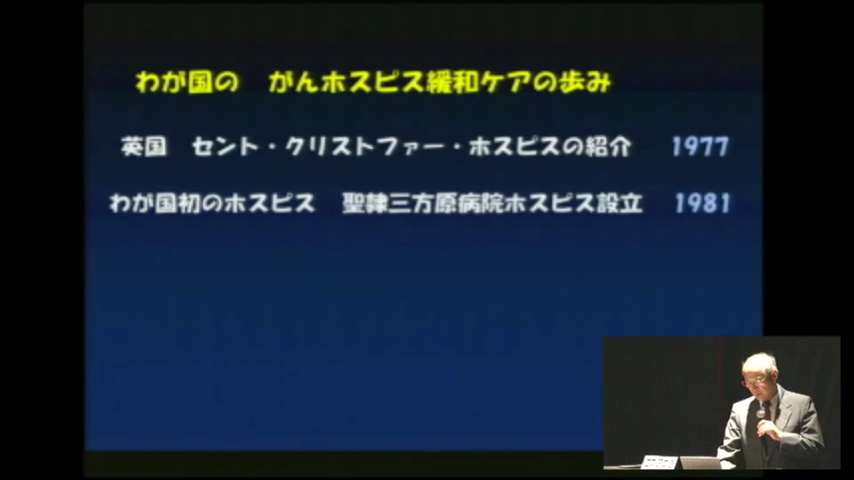 わが国の　がんホスピス緩和ケアの歩み
英国　セント・クリストファー・ホスピスの紹介　1977
わが国初のホスピス　聖隷三方原病院ホスピス設立　1981